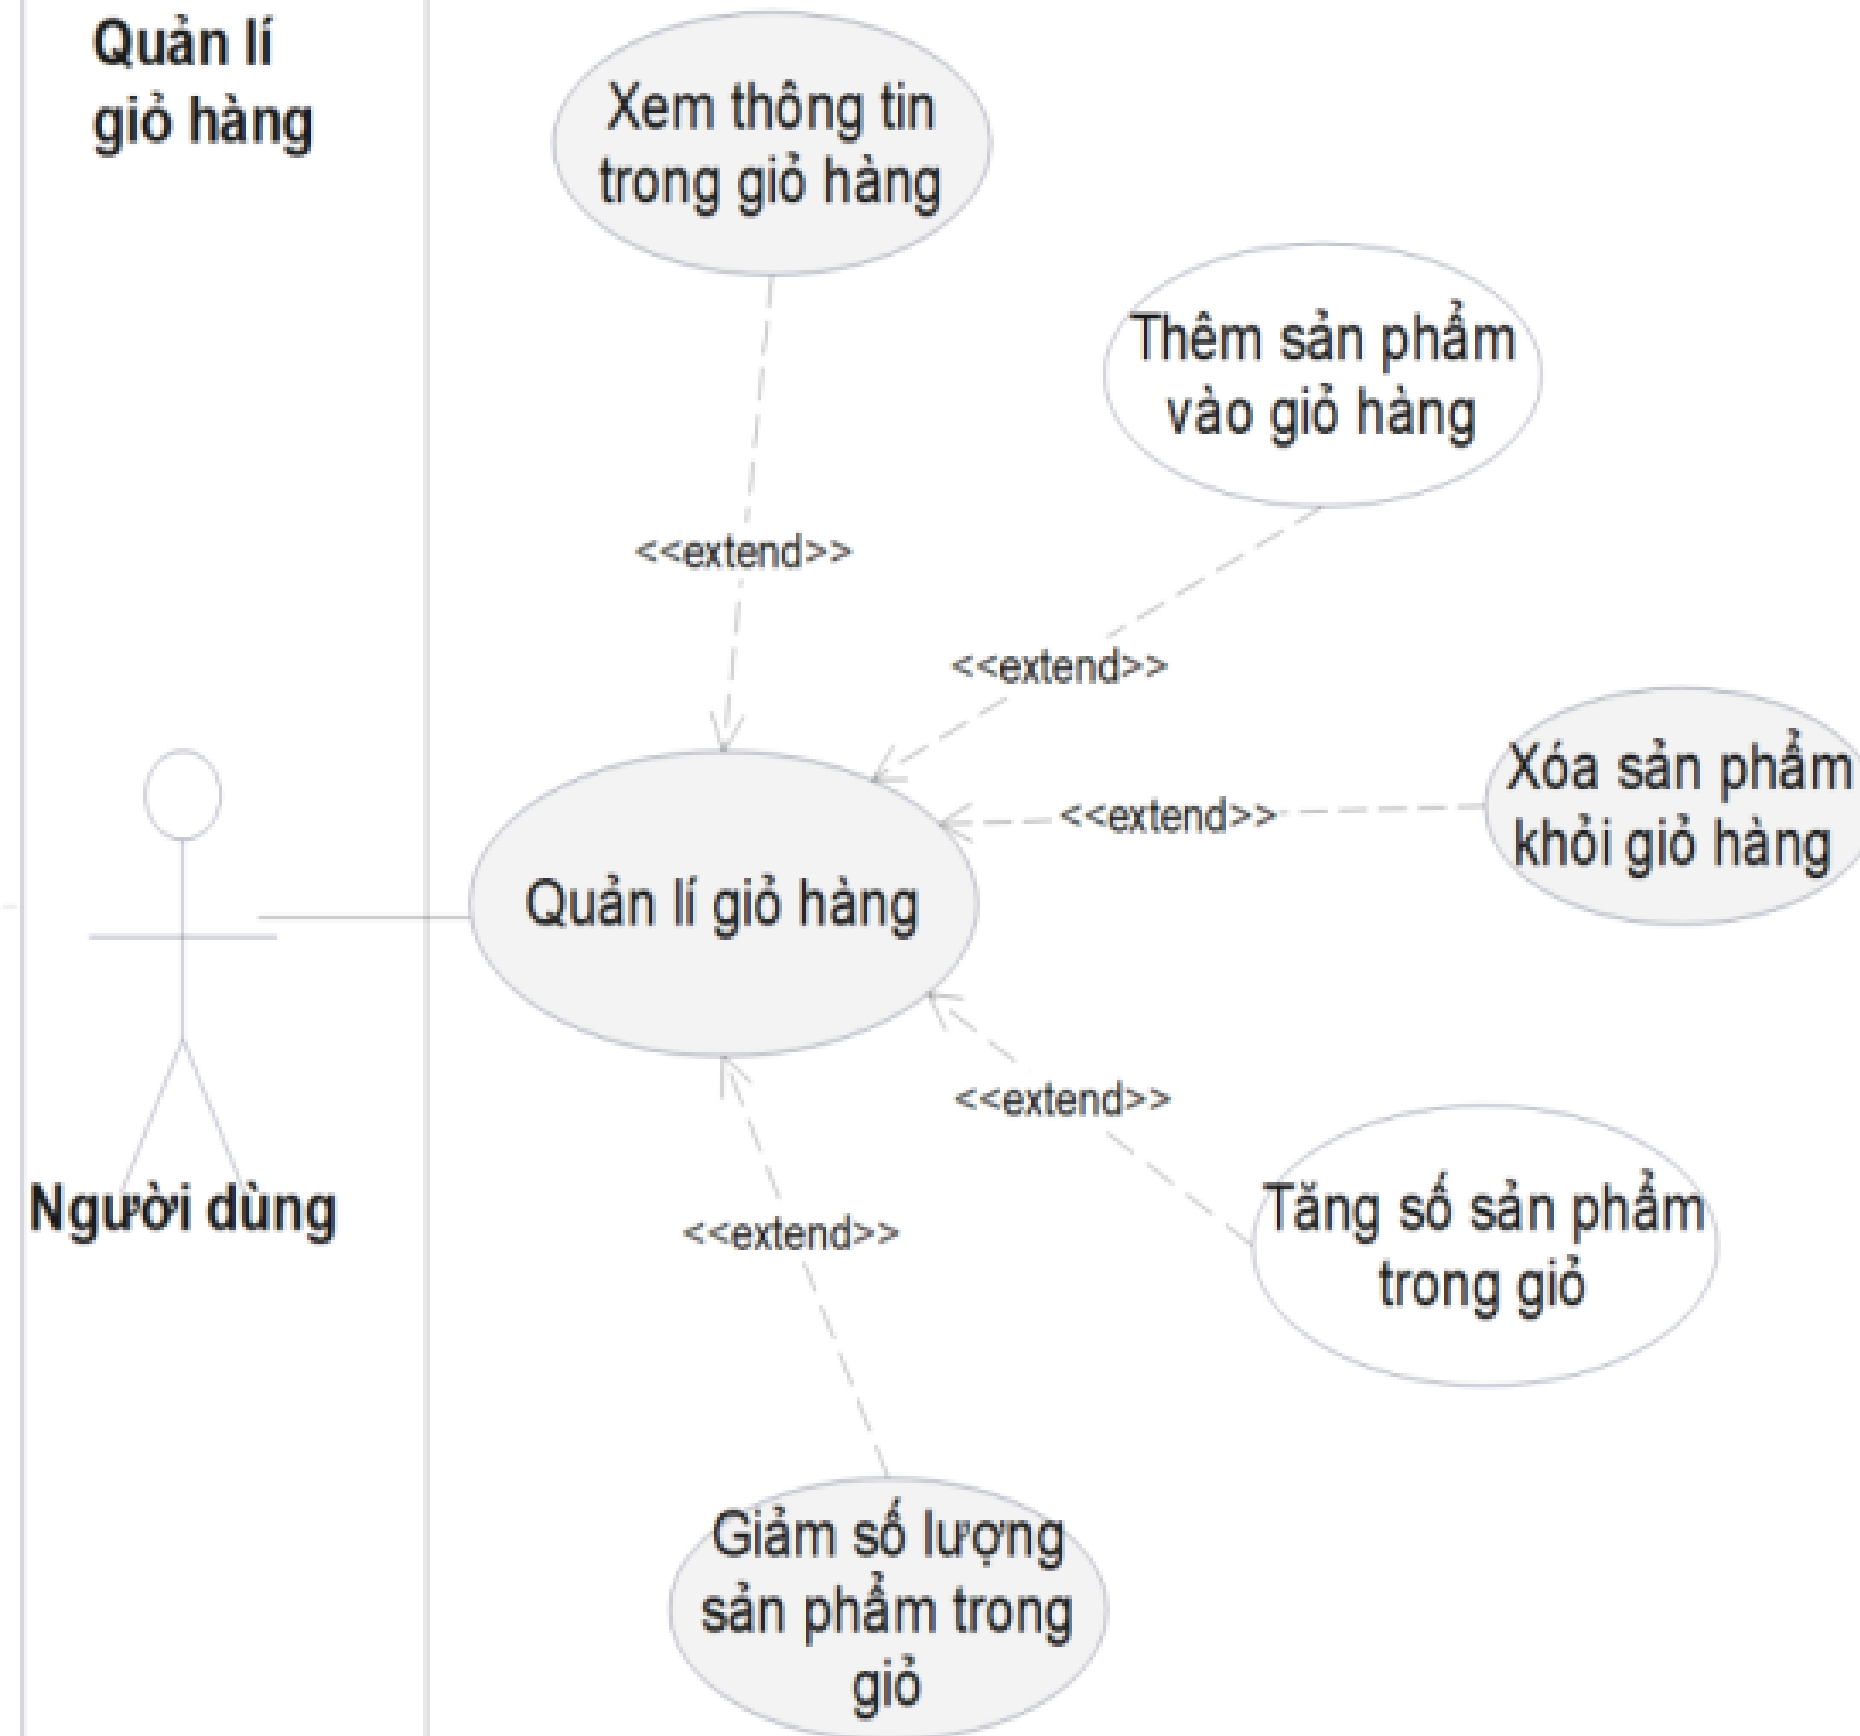 Quản lí
giỏ hàng
Xem thông tin
trong giỏ hàng
Thêm sản phẩm
vào giỏ hàng
<<extend>>
<<extend>>
Xóa sản phẩm
khỏi giỏ hàng
<<extend>>
Quản lí giỏ hàng
<<extend>>
Người dùng
Tăng số sản phẩm
trong giỏ
<<extend>>
Giảm số lượng
sản phẩm trong
giỏ